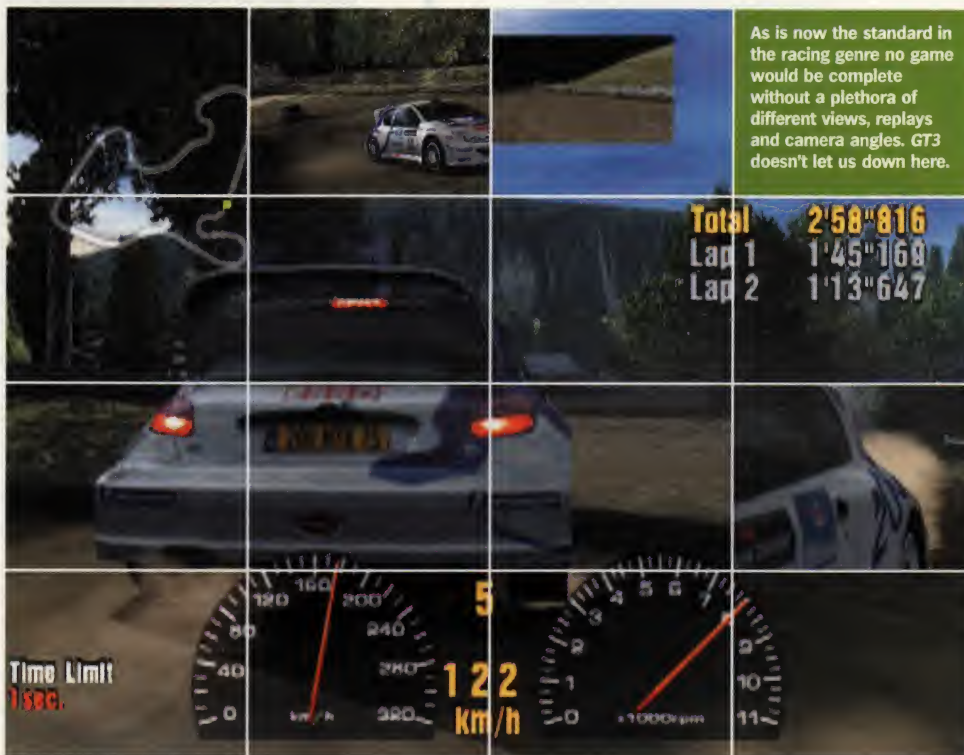 As is now the standard in
the racing genre no game
would be complete
without a plethora of
different views, replays
and camera angles. GT3
doesn't let us down here.
Total 2'58"816
Lap 1 1'45"169
Lap 2 1'13"647
0 40 80 120 160 200 240 280 320
km/h
5
122
km/h
0 1 2 3 4 5 6 7 8 9 10 11
x1000rpm
Time Limit
1sec.